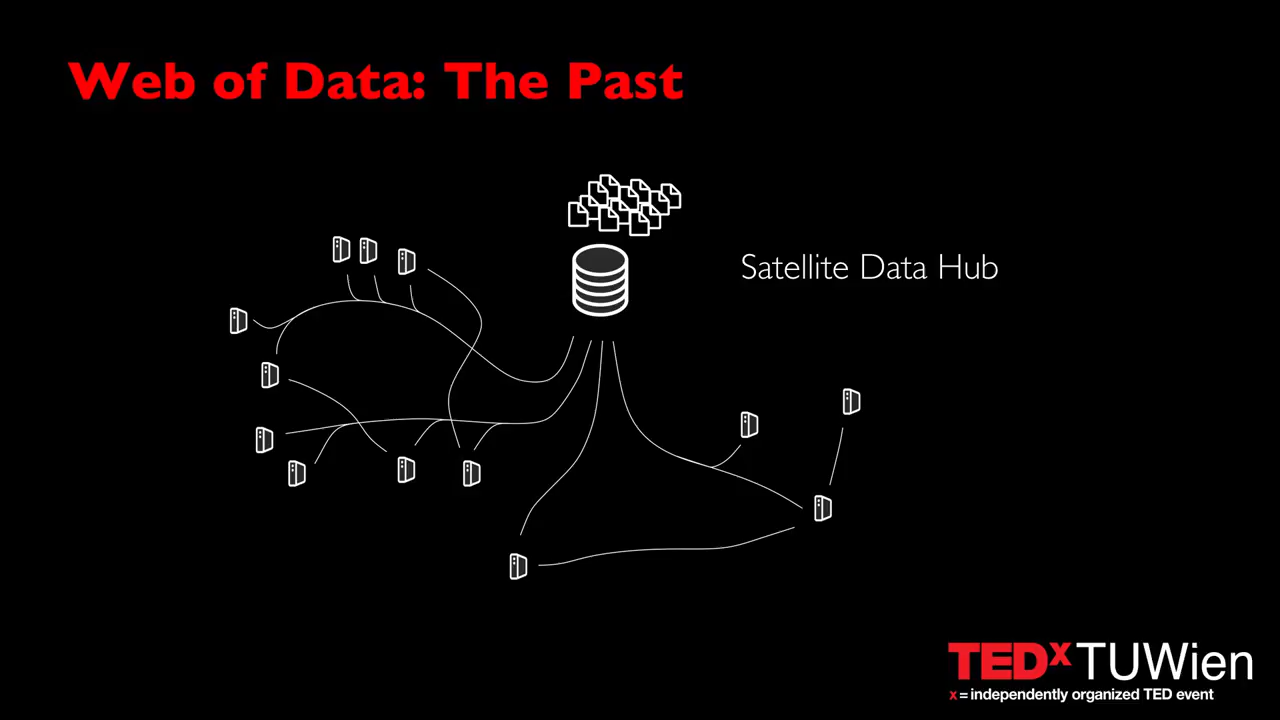 Web of Data: The Past
Satellite Data Hub
TEDxTUWien
x = independently organized TED event